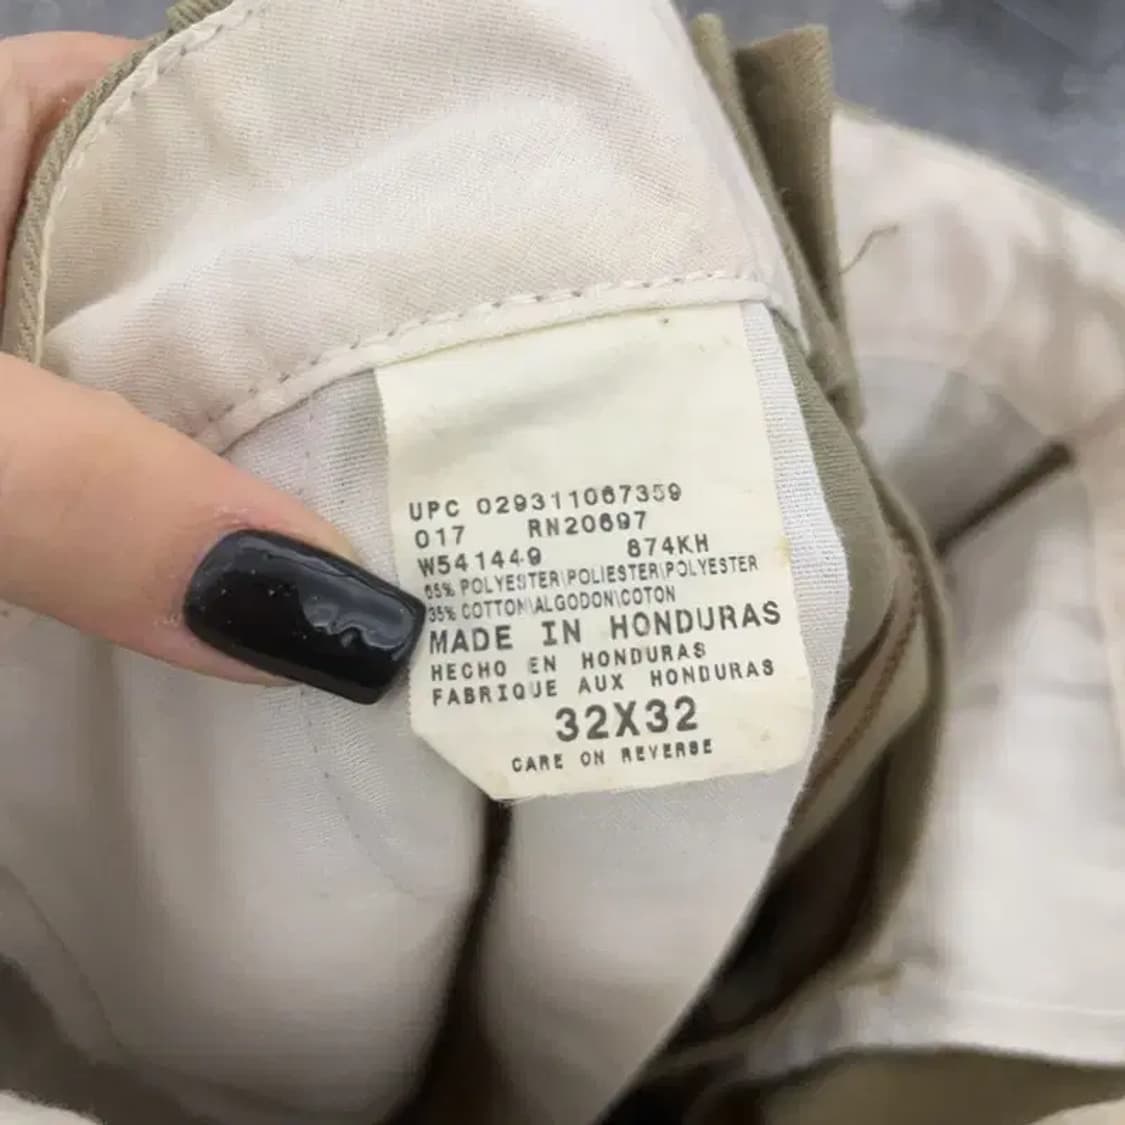 UPC 029311067359
017 RN20697
W541449 874KH
65% POLYESTER\POLIESTER\POLYESTER
35% COTTON\ALGODON\COTON
MADE IN HONDURAS
HECHO EN HONDURAS
FABRIQUE AUX HONDURAS
32X32
CARE ON REVERSE